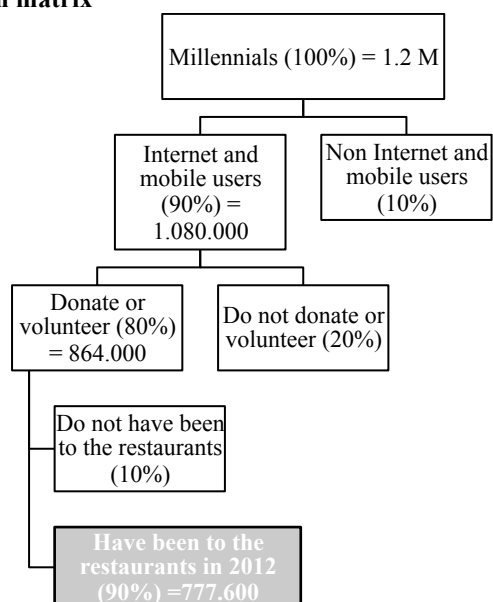 Millennials (100%) = 1.2 M
Internet and
mobile users
(90%) =
1.080.000
Non Internet and
mobile users
(10%)
Donate or
volunteer (80%)
= 864.000
Do not donate or
volunteer (20%)
Do not have been
to the restaurants
(10%)
Have been to the
restaurants in 2012
(90%) =777.600